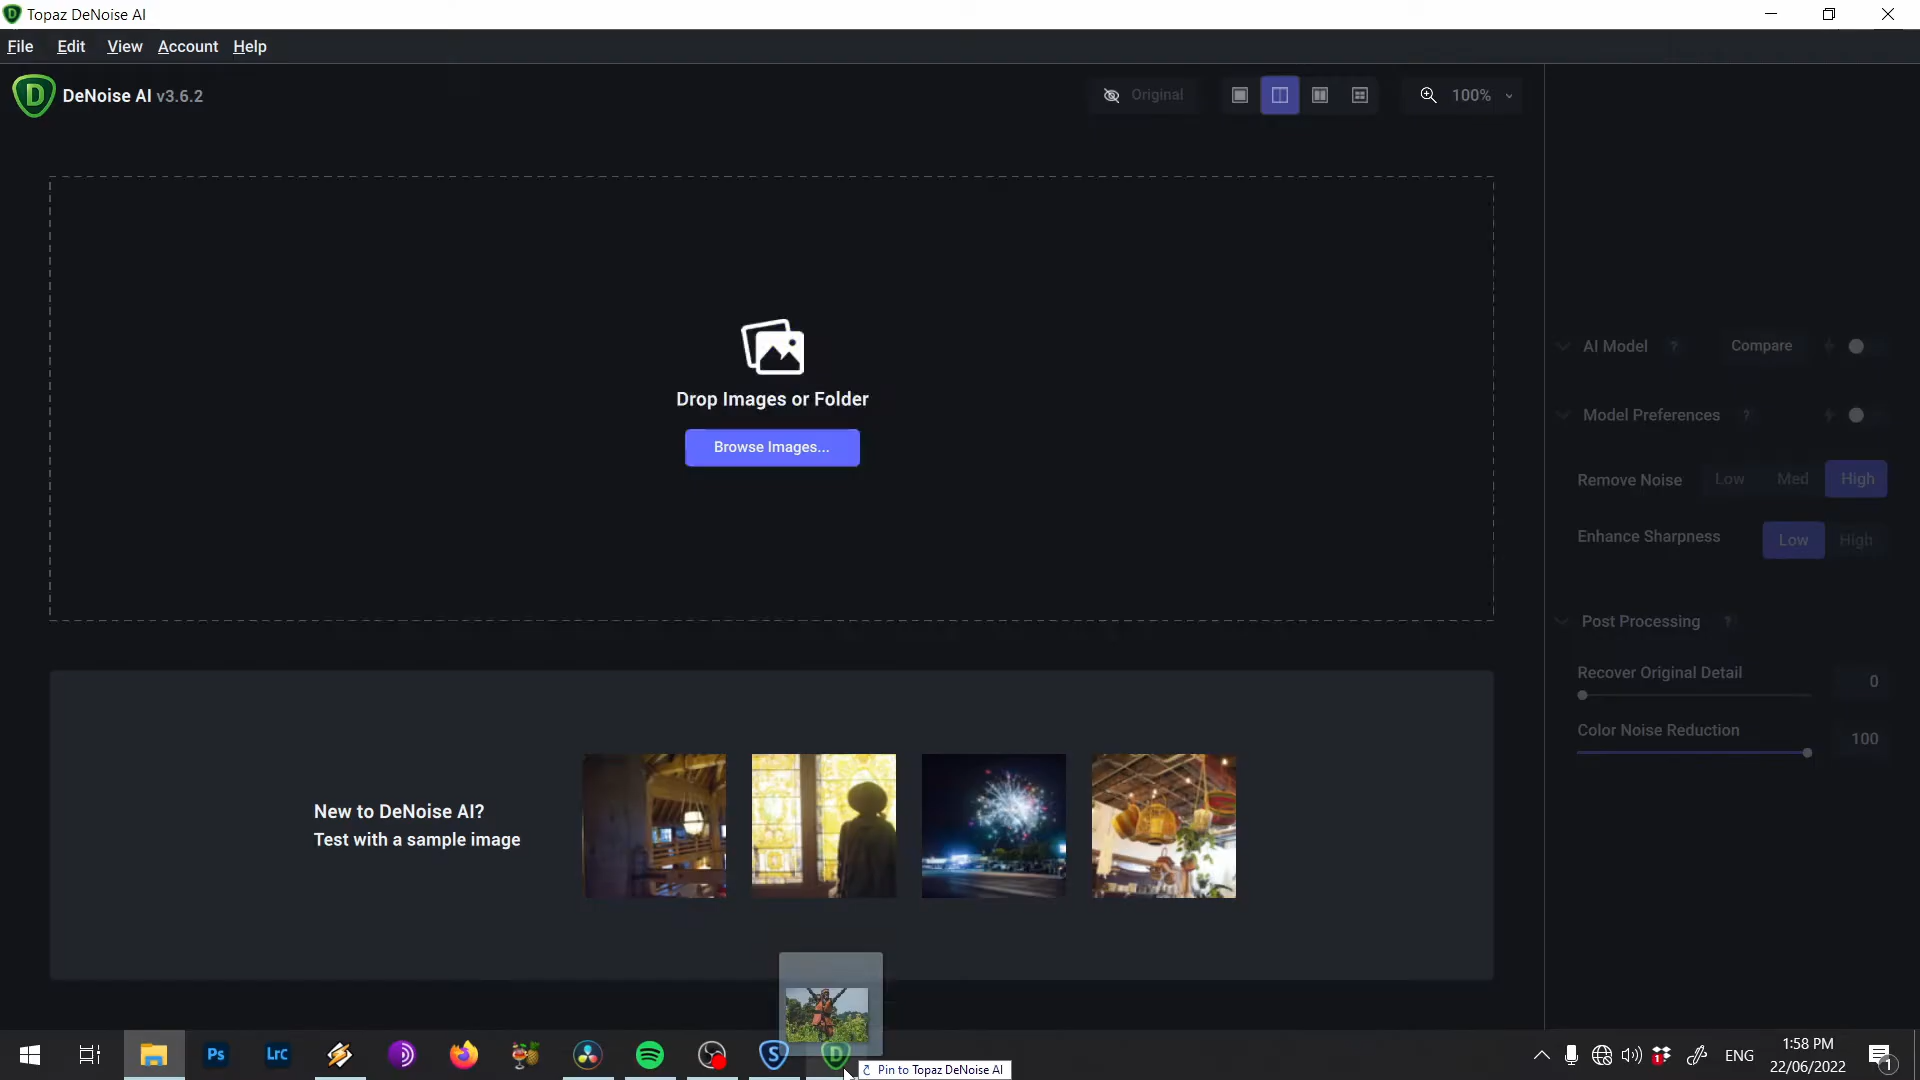 Topaz DeNoise AI
File Edit View Account Help
DeNoise AI v3.6.2
Original
100%
Drop Images or Folder
Browse Images...
AI Model ? Compare
Model Preferences ?
Remove Noise Low Med High
Enhance Sharpness Low High
Post Processing ?
Recover Original Detail 0
Color Noise Reduction 100
New to DeNoise AI?
Test with a sample image
Ps Lrc S D
Pin to Topaz DeNoise AI
ENG
1:58 PM
22/06/2022
1